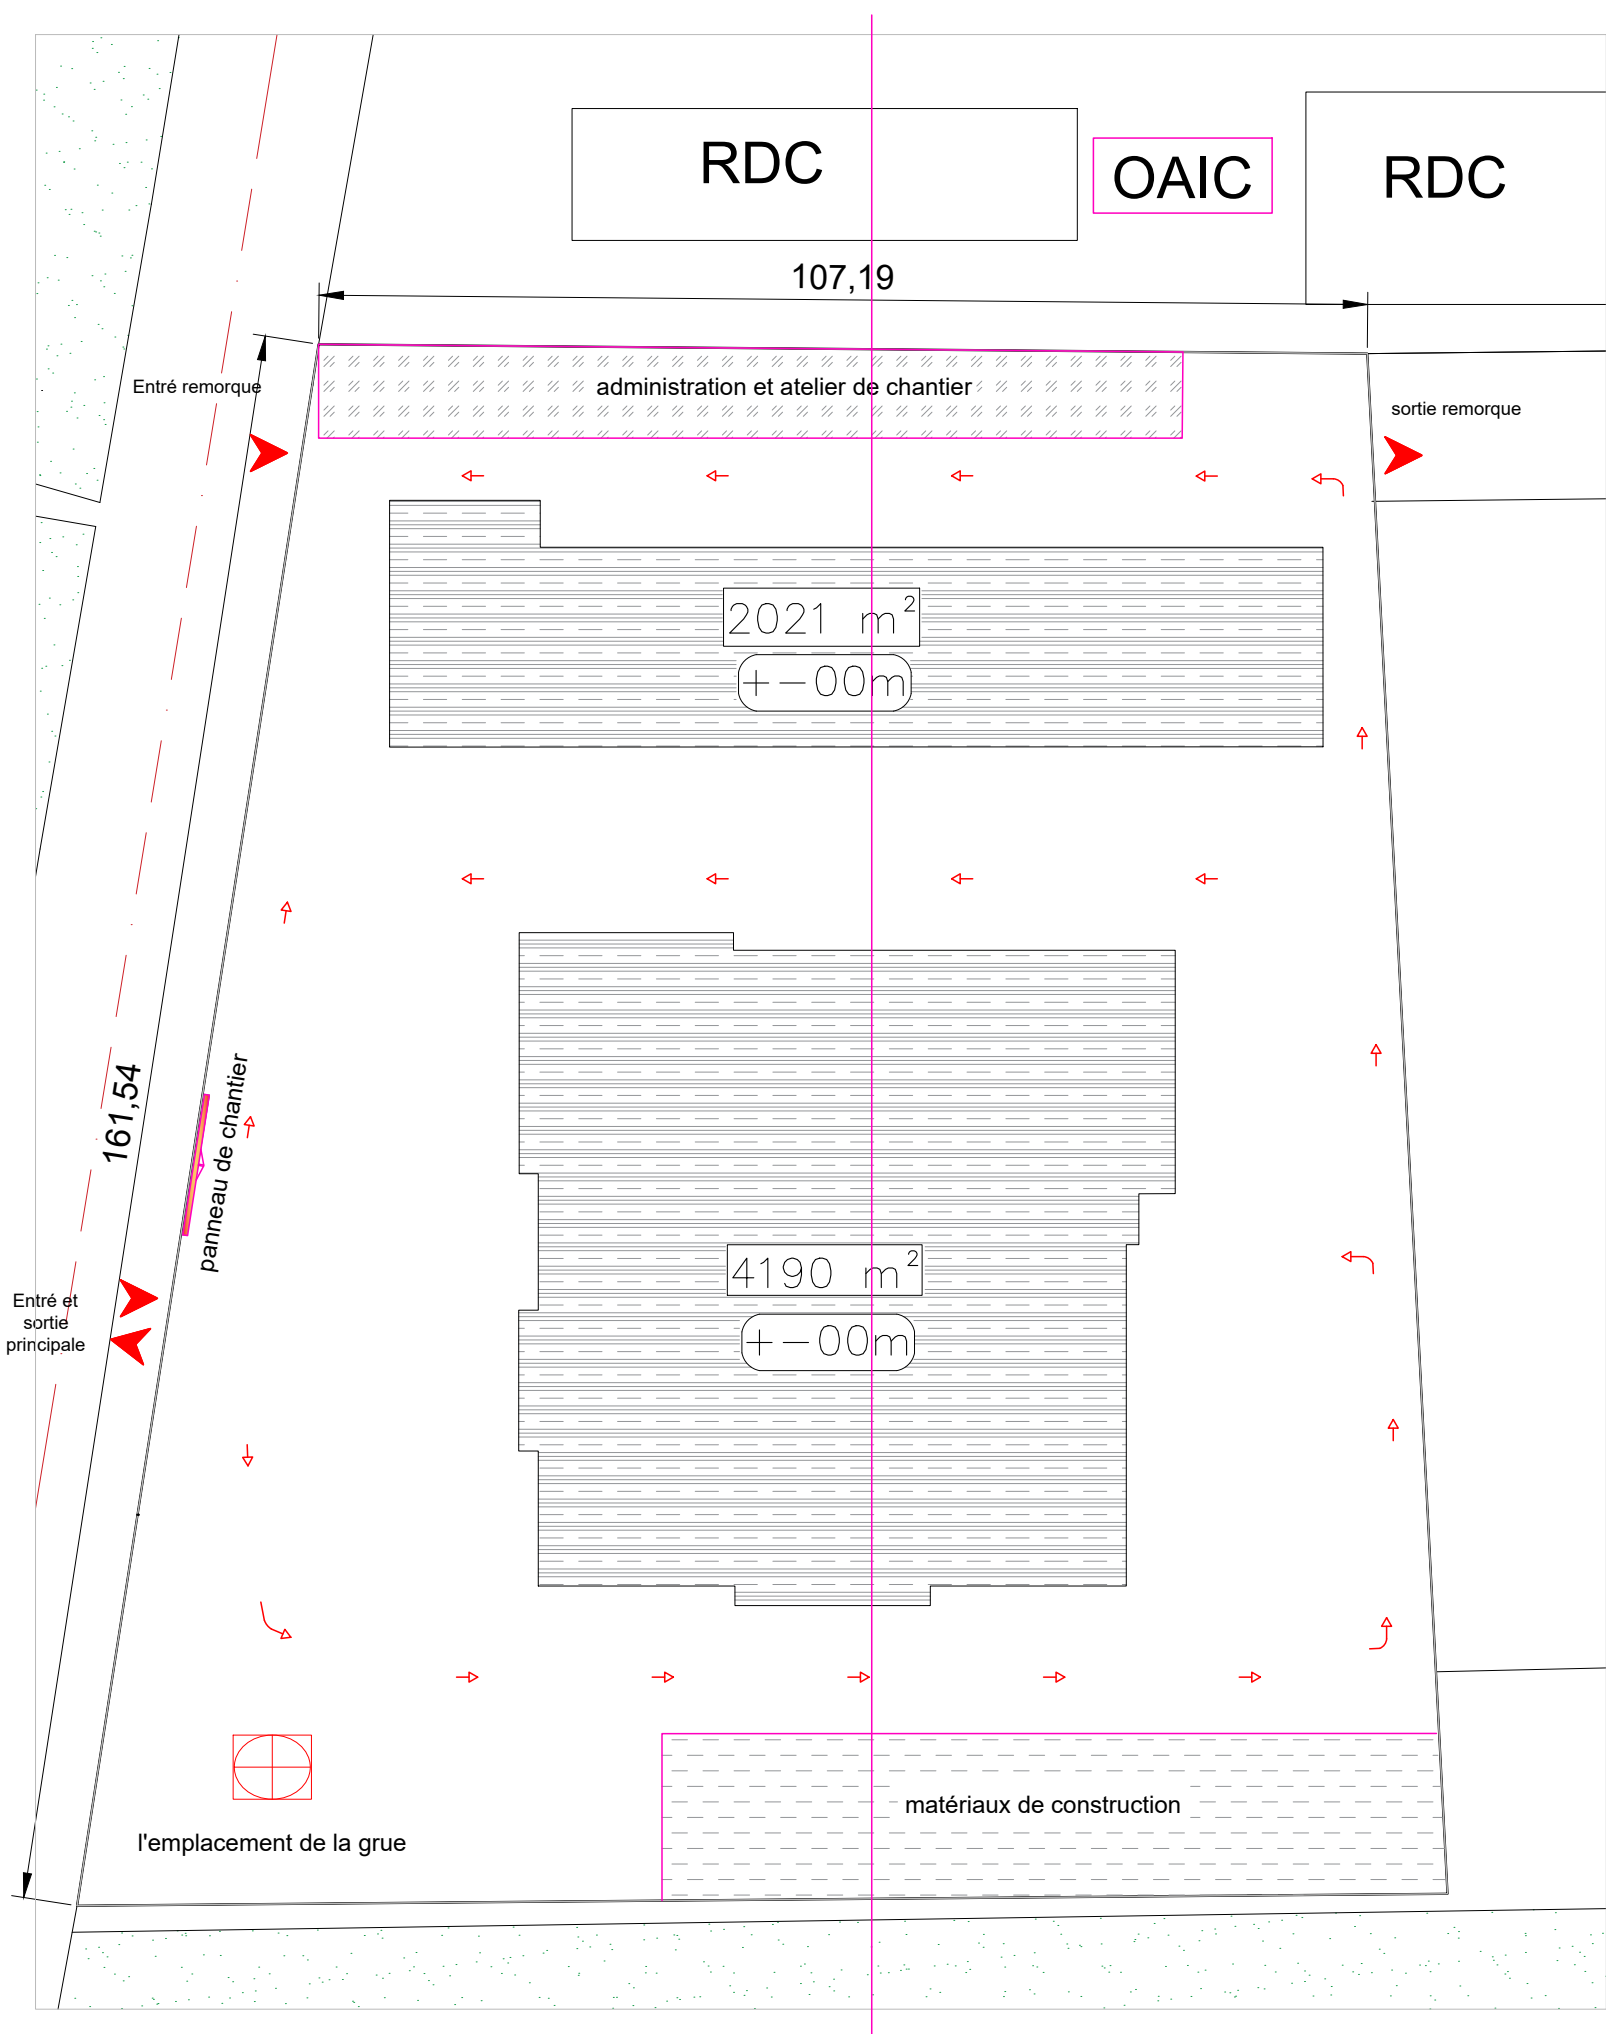 RDC
OAIC
RDC
107,19
Entré remorque
administration et atelier de chantier
sortie remorque
2021 m²
+-00m
161,54
panneau de chantier
4190 m²
+-00m
Entré et
sortie
principale
matériaux de construction
l'emplacement de la grue